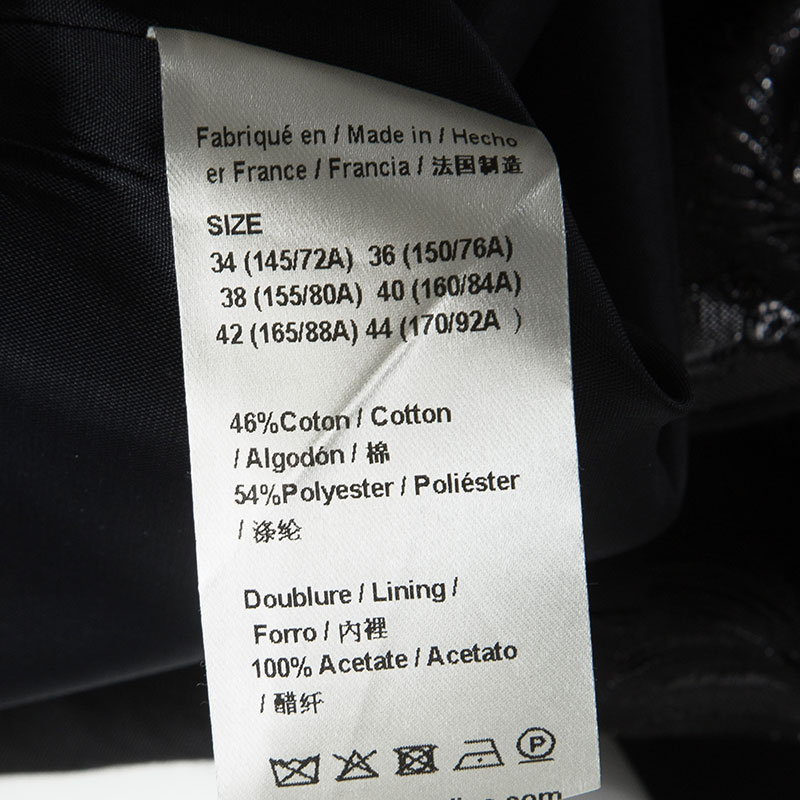 Fabriqué en / Made in / Hecho
er France / Francia / 法国制造
SIZE
34 (145/72A) 36 (150/76A)
38 (155/80A) 40 (160/84A)
42 (165/88A) 44 (170/92A )
46%Coton / Cotton
/ Algodón / 棉
54%Polyester / Poliéster
/ 涤纶
Doublure / Lining /
Forro / 内裡
100% Acetate / Acetato
/ 醋纤
P